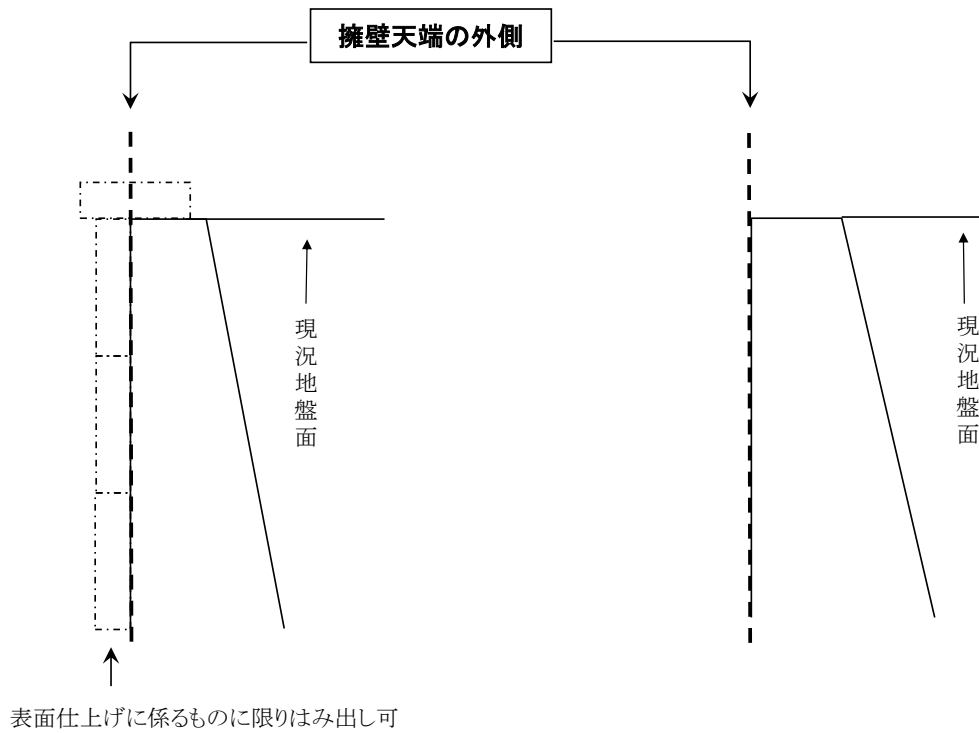 擁壁天端の外側
現況地盤面
現況地盤面
表面仕上げに係るものに限りはみ出し可